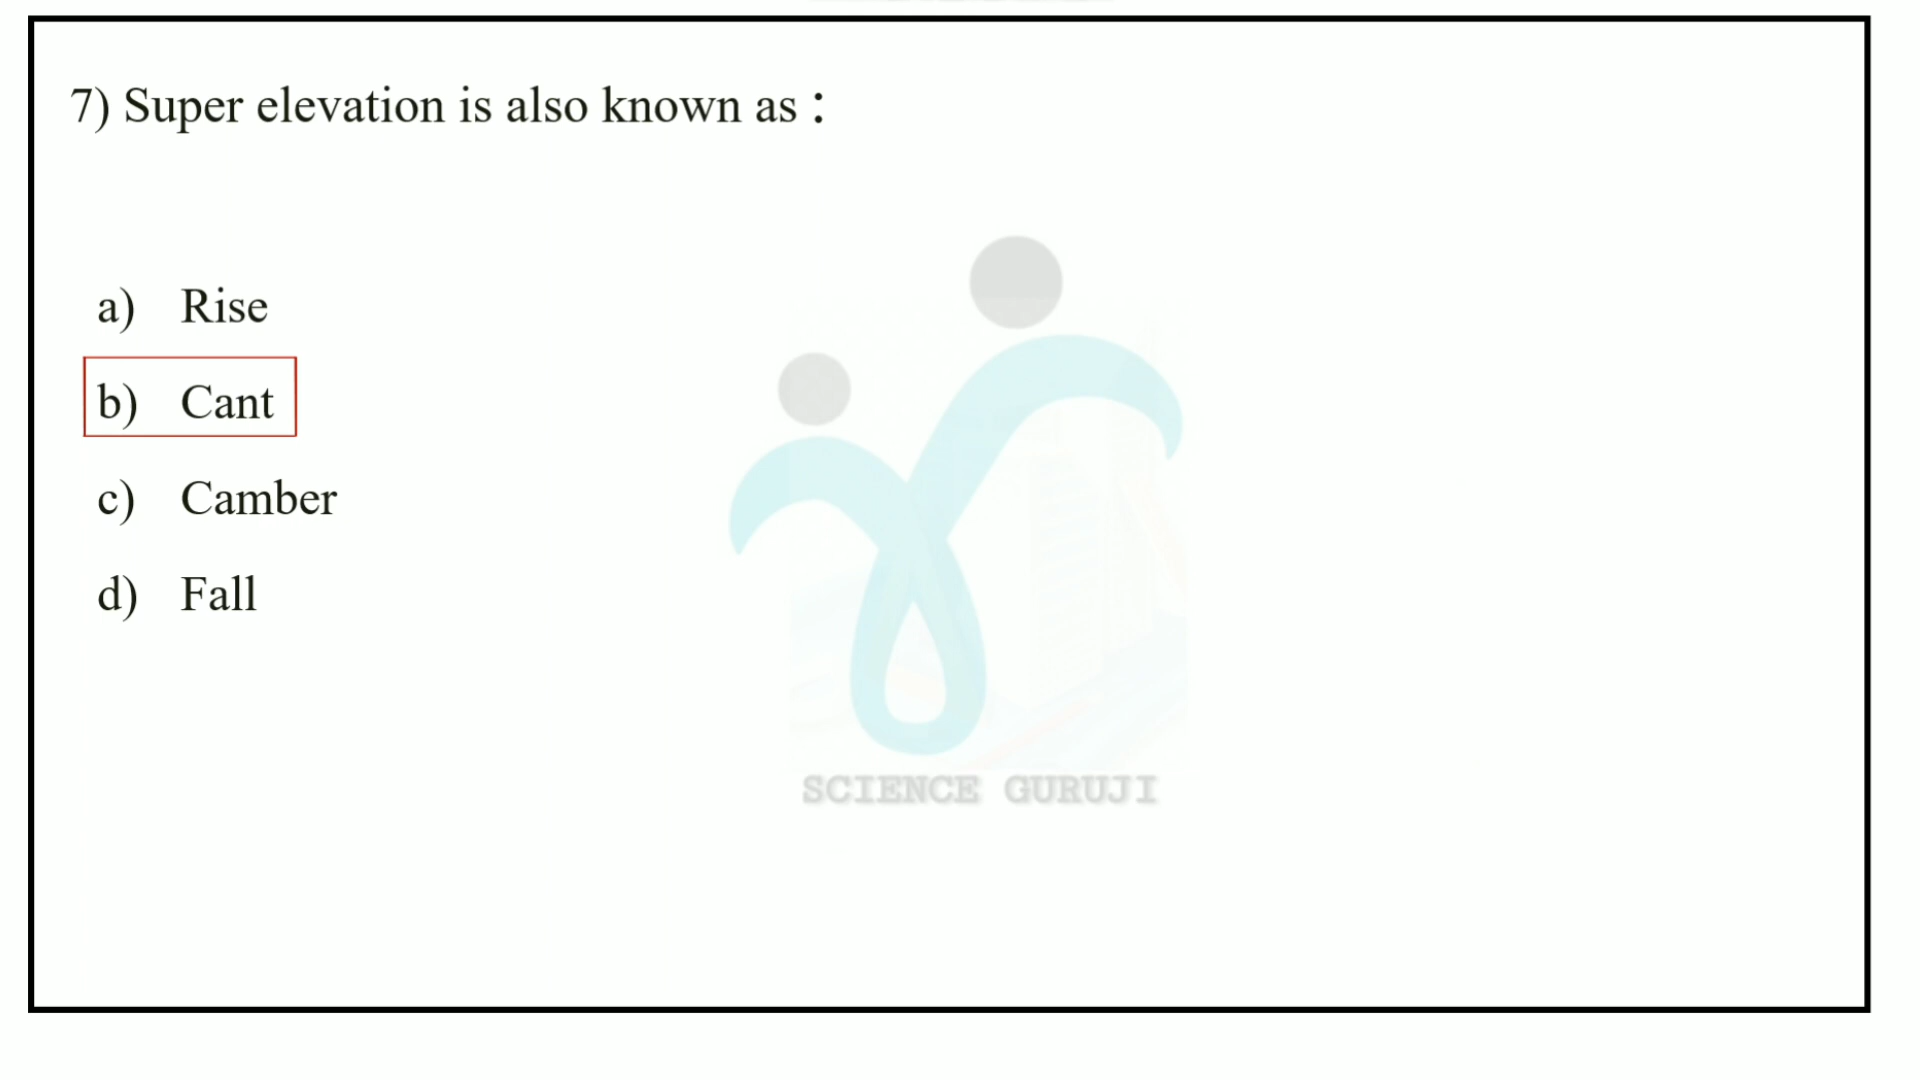 7) Super elevation is also known as :
a) Rise
b) Cant
c) Camber
d) Fall
SCIENCE GURUJI